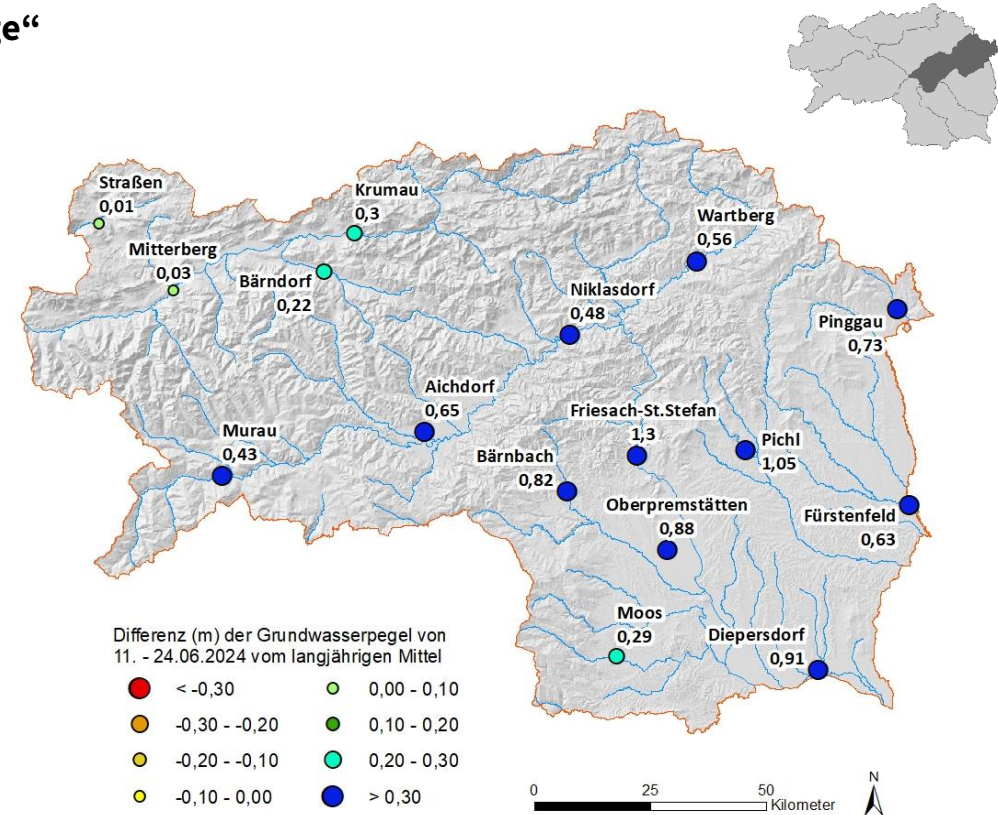 ge“
Straßen
0,01
Krumau
0,3
Mitterberg
0,03
Bärndorf
0,22
Wartberg
0,56
Niklasdorf
0,48
Pinggau
0,73
Aichdorf
0,65
Murau
0,43
Friesach-St.Stefan
1,3
Pichl
1,05
Bärnbach
0,82
Oberpremstätten
0,88
Fürstenfeld
0,63
Moos
0,29
Diepersdorf
0,91
Differenz (m) der Grundwasserpegel von
11. - 24.06.2024 vom langjährigen Mittel
< -0,30
-0,30 - -0,20
-0,20 - -0,10
-0,10 - 0,00
0,00 - 0,10
0,10 - 0,20
0,20 - 0,30
> 0,30
0 25 50
Kilometer
N